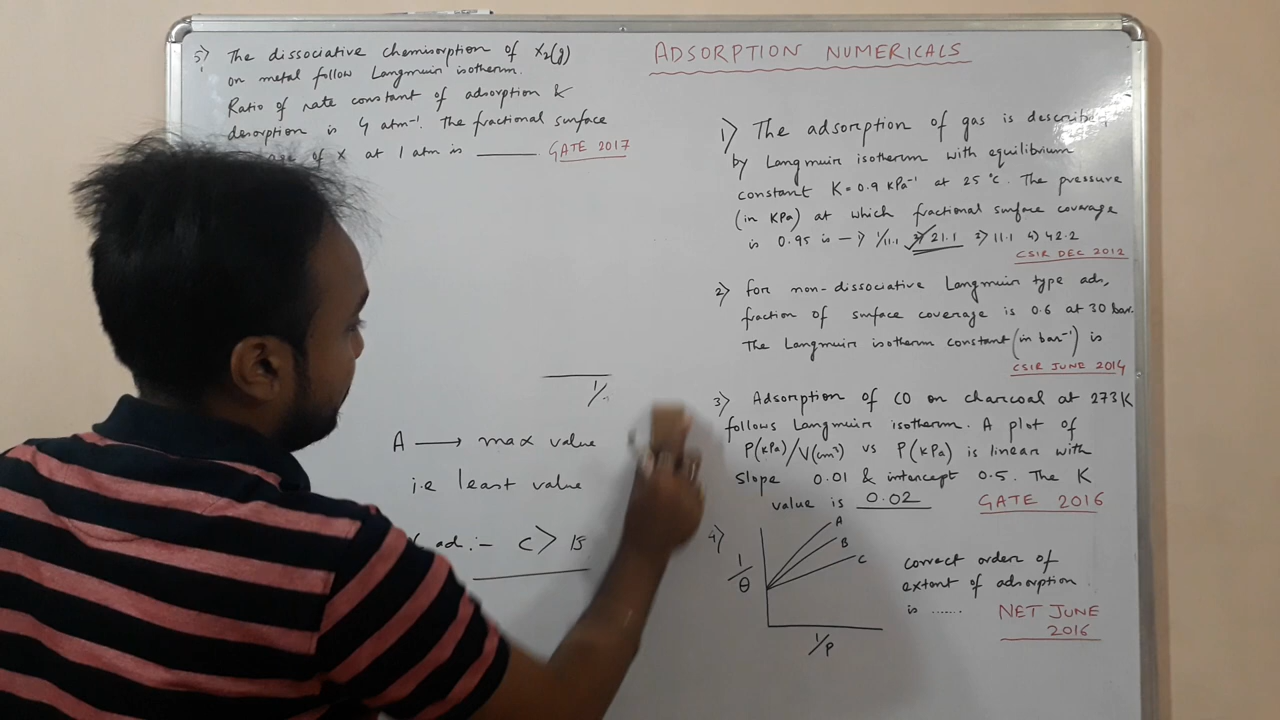 ADSORPTION NUMERICALS
5) The dissociative chemisorption of X2(g)
on metal follow Langmuir isotherm.
Ratio of rate constant of adsorption &
desorption is 4 atm⁻¹. The fractional surface
of X at 1 atm is ______ GATE 2017
1/
A ⟶ max value
i.e least value
ad:- C > B
1) The adsorption of gas is
by Langmuir isotherm with equilibrium
constant K = 0.9 kPa⁻¹ at 25 °C. The pressure
(in KPa) at which fractional surface coverage
is 0.95 is → 1) 11.1 2) 21.1 3) 11.1 4) 42.2
CSIR DEC 2012
2) For non-dissociative Langmuir type ads,
fraction of surface coverage is 0.6 at 30 bar.
The Langmuir isotherm constant (in bar⁻¹) is
CSIR JUNE 2014
3) Adsorption of CO on charcoal at 273K
follows Langmuir isotherm. A plot of
P(kPa)/V(cm³) vs P(kPa) is linear with
slope 0.01 & intercept 0.5. The K
value is 0.02 GATE 2016
4) 1/θ A B C 1/P
correct order of
extent of adsorption
is ......
NET JUNE
2016